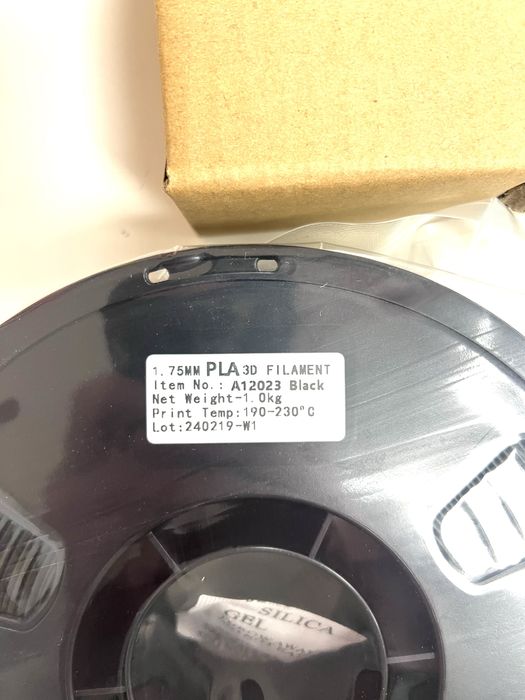 1.75MM PLA 3D FILAMENT
Item No.: A12023 Black
Net Weight-1.0kg
Print Temp:190-230°C
Lot:240219-W1
SILICA
GEL